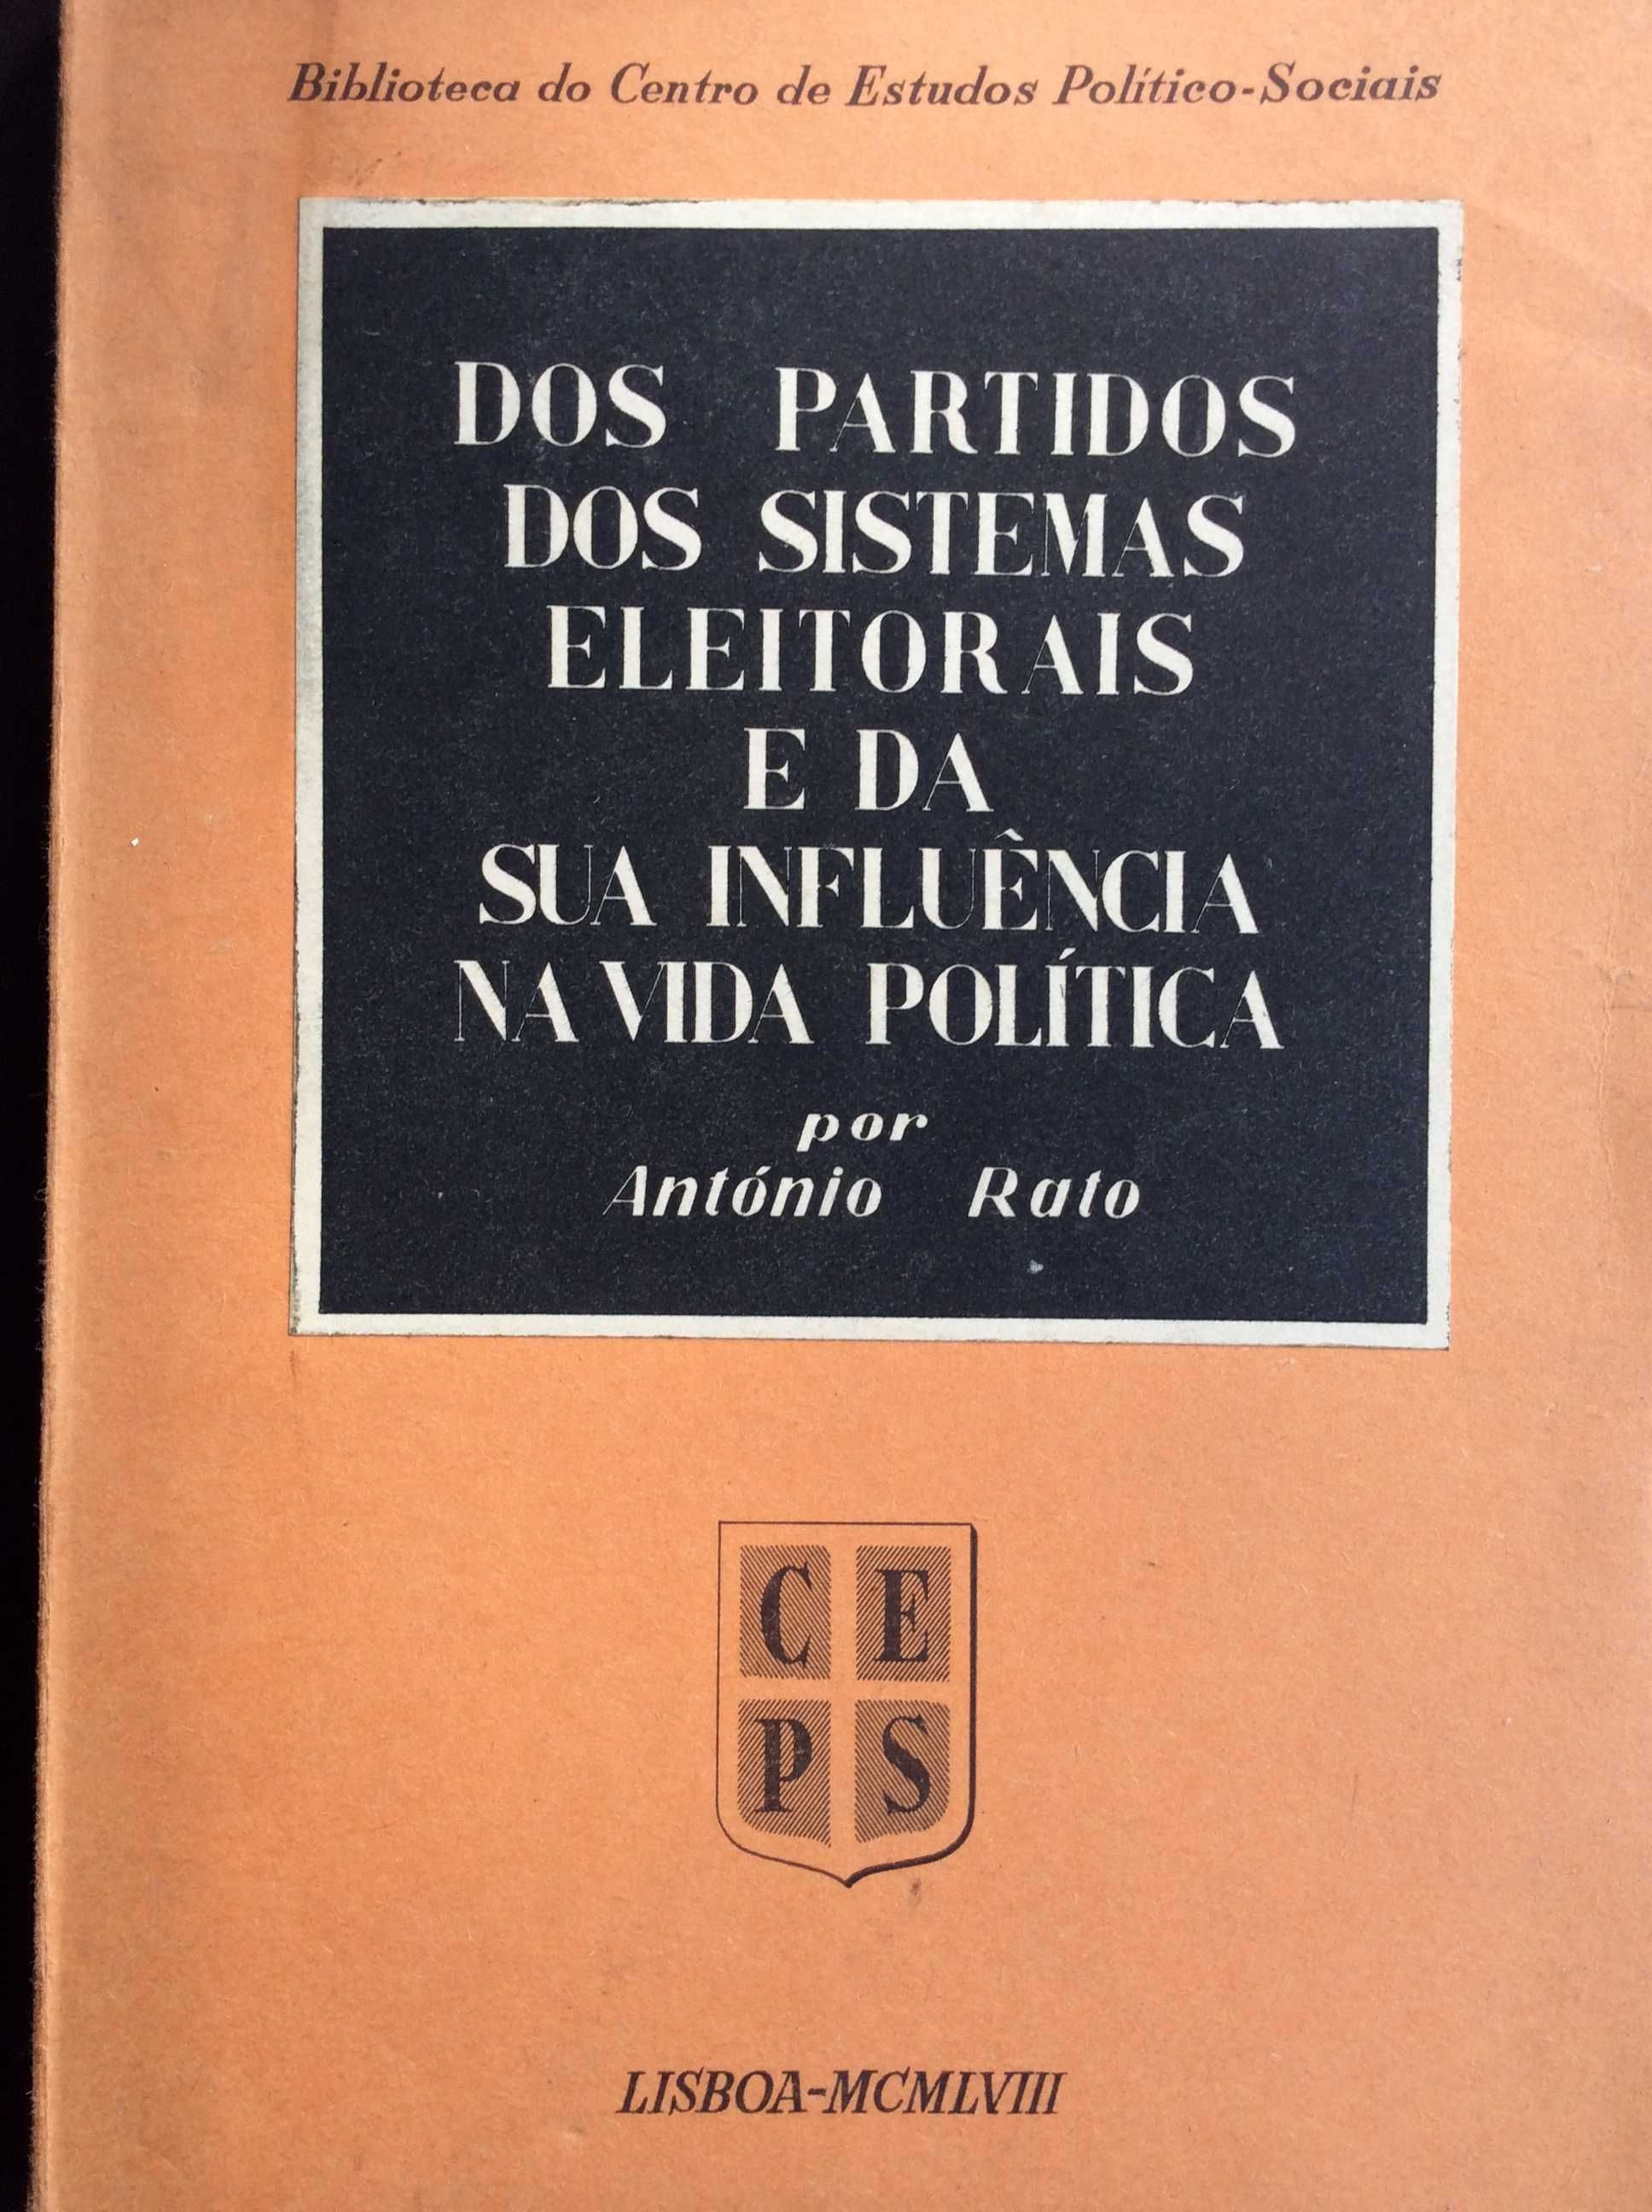 Biblioteca do Centro de Estudos Político-Sociais
DOS PARTIDOS
DOS SISTEMAS
ELEITORAIS
E DA
SUA INFLUÊNCIA
NA VIDA POLÍTICA
por
António Rato
C E
P S
LISBOA-MCMLVIII